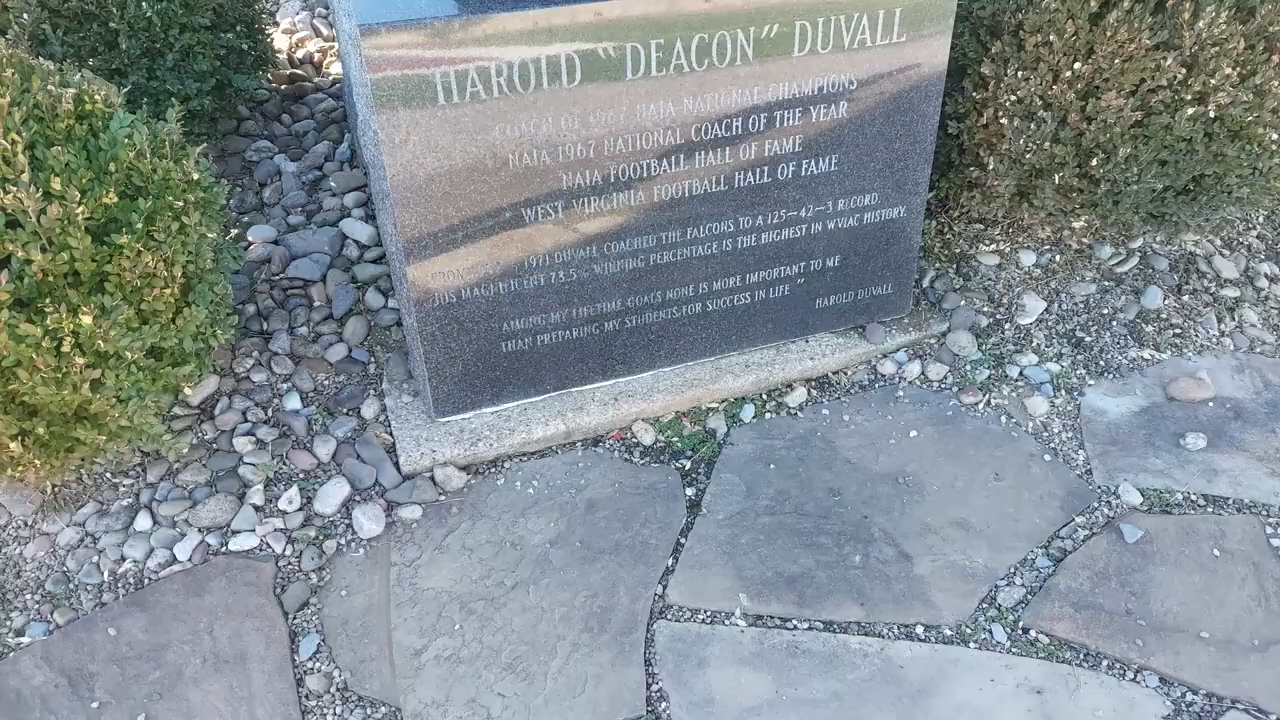 HAROLD "DEACON" DUVALL
COACH OF 1967 NAIA NATIONAL CHAMPIONS
NAIA 1967 NATIONAL COACH OF THE YEAR
NAIA FOOTBALL HALL OF FAME
WEST VIRGINIA FOOTBALL HALL OF FAME
FROM 1971 DUVALL COACHED THE FALCONS TO A 125-42-3 RECORD.
HIS MAGNIFICENT 73.5% WINNING PERCENTAGE IS THE HIGHEST IN WVIAC HISTORY.
AMONG MY LIFETIME GOALS NONE IS MORE IMPORTANT TO ME
THAN PREPARING MY STUDENTS FOR SUCCESS IN LIFE "
HAROLD DUVALL